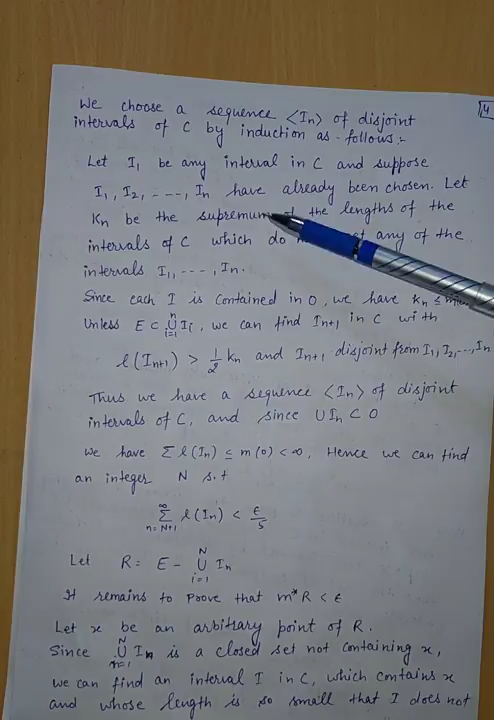 14
We choose a sequence <In> of disjoint
intervals of C by induction as follows:-
Let I₁ be any interval in C and suppose
I₁, I₂, ----, In have already been chosen. Let
Kn be the supremum the lengths of the
intervals of C which do any of the
intervals I₁, ---, In.
Since each I is contained in O, we have kn ≤
Unless E ⊂ ⋃ᵢ₌₁ⁿ Iᵢ, we can find In+1 in C with
l(In+1) > 1/2 kn and In+1 disjoint from I₁, I₂, ..., In
Thus we have a sequence <In> of disjoint
intervals of C, and since UIn ⊂ O
We have Σ l(In) ≤ m(O) < ∞, Hence we can find
an integer N s.t
∞ Σ n=N+1 l(In) < ε/5
Let R = E - N ⋃ i=1 In
It remains to prove that m*R < ε
Let x be an arbitrary point of R.
Since N ⋃ n=1 In is a closed set not containing x,
we can find an interval I in C, which contains x
and whose length is so small that I does not